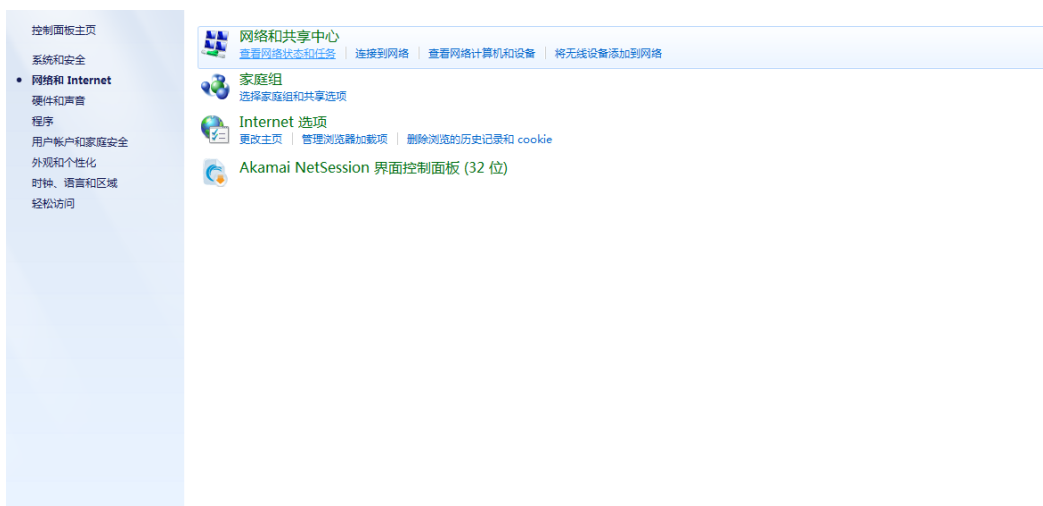 控制面板主页
系统和安全
网络和 Internet
硬件和声音
程序
用户帐户和家庭安全
外观和个性化
时钟、语言和区域
轻松访问
网络和共享中心
查看网络状态和任务 连接到网络 查看网络计算机和设备 将无线设备添加到网络
家庭组
选择家庭组和共享选项
Internet 选项
更改主页 管理浏览器加载项 删除浏览的历史记录和 cookie
Akamai NetSession 界面控制面板 (32 位)